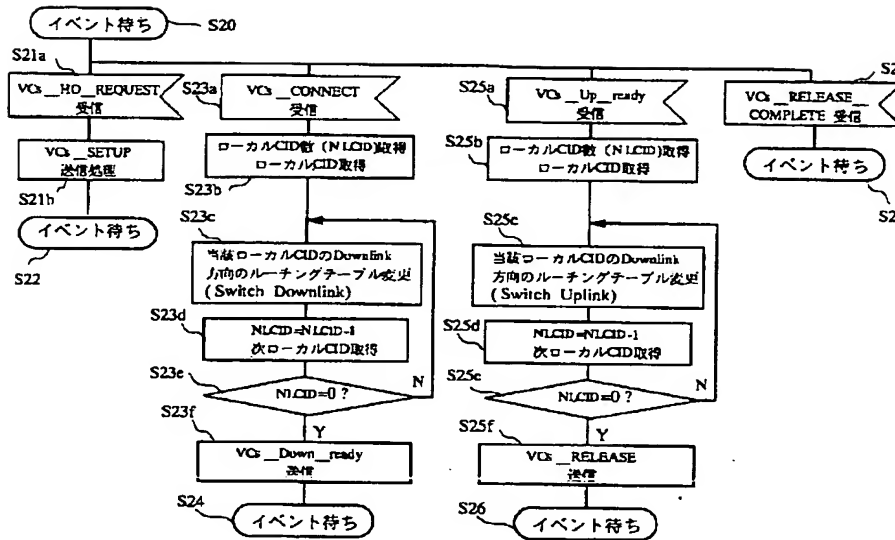 イベント待ち
S20
S21a
VCs__HO__REQUEST
受信
VCs__SETUP
送信処理
S21b
イベント待ち
S22
S23a
VCs__CONNECT
受信
ローカルCID数 (NLCID)取得
ローカルCID取得
S23b
S23c
当該ローカルCIDのDownlink
方向のルーチングテーブル変更
(Switch Downlink)
S23d
NLCID=NLCID-1
次ローカルCID取得
S23e
NLCID=0 ?
N
Y
S23f
VCs__Down__ready
送信
S24
イベント待ち
S25a
VCs__Up__ready
受信
S25b
ローカルCID数 (NLCID)取得
ローカルCID取得
S25c
当該ローカルCIDのDownlink
方向のルーチングテーブル変更
(Switch Uplink)
S25d
NLCID=NLCID-1
次ローカルCID取得
S25e
NLCID=0 ?
N
Y
S25f
VCs__RELEASE
送信
S26
イベント待ち
VCs__RELEASE__
COMPLETE 受信
イベント待ち